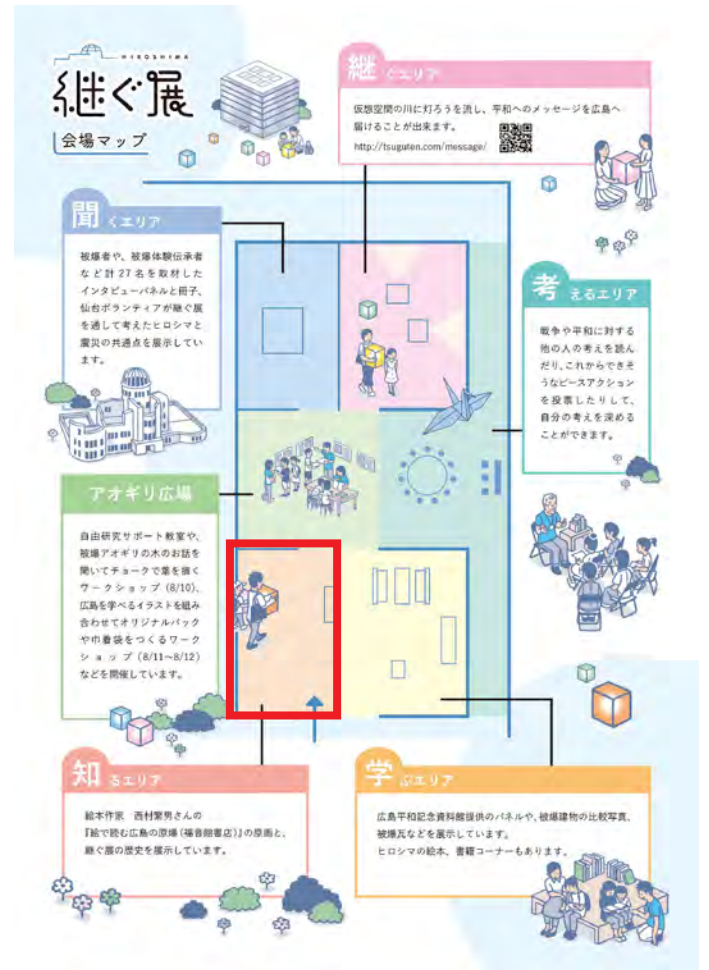 HIROSHIMA
継ぐ展
会場マップ
継ぐエリア
仮想空間の川に灯ろうを流し、平和へのメッセージを広島へ
届けることが出来ます。
http://tsuguten.com/message/
聞くエリア
被爆者や、被爆体験伝承者
など計27名を取材した
インタビューパネルと冊子、
仙台ボランティアが継ぐ展
を通して考えたヒロシマと
震災の共通点を展示してい
ます。
考えるエリア
戦争や平和に対する
他の人の考えを読ん
だり、これからできそ
うなピースアクション
を投票したりして、
自分の考えを深める
ことができます。
アオギリ広場
自由研究サポート教室や、
被爆アオギリの木のお話を
聞いてチョークで葉を描く
ワークショップ(8/10)、
広島を学べるイラストを組み
合わせてオリジナルバック
や巾着袋をつくるワーク
ショップ(8/11~8/12)
などを開催しています。
知るエリア
絵本作家 西村繁男さんの
『絵で読む広島の原爆(福音館書店)』の原画と、
継ぐ展の歴史を展示しています。
学ぶエリア
広島平和記念資料館提供のパネルや、被爆建物の比較写真、
被爆瓦などを展示しています。
ヒロシマの絵本、書籍コーナーもあります。